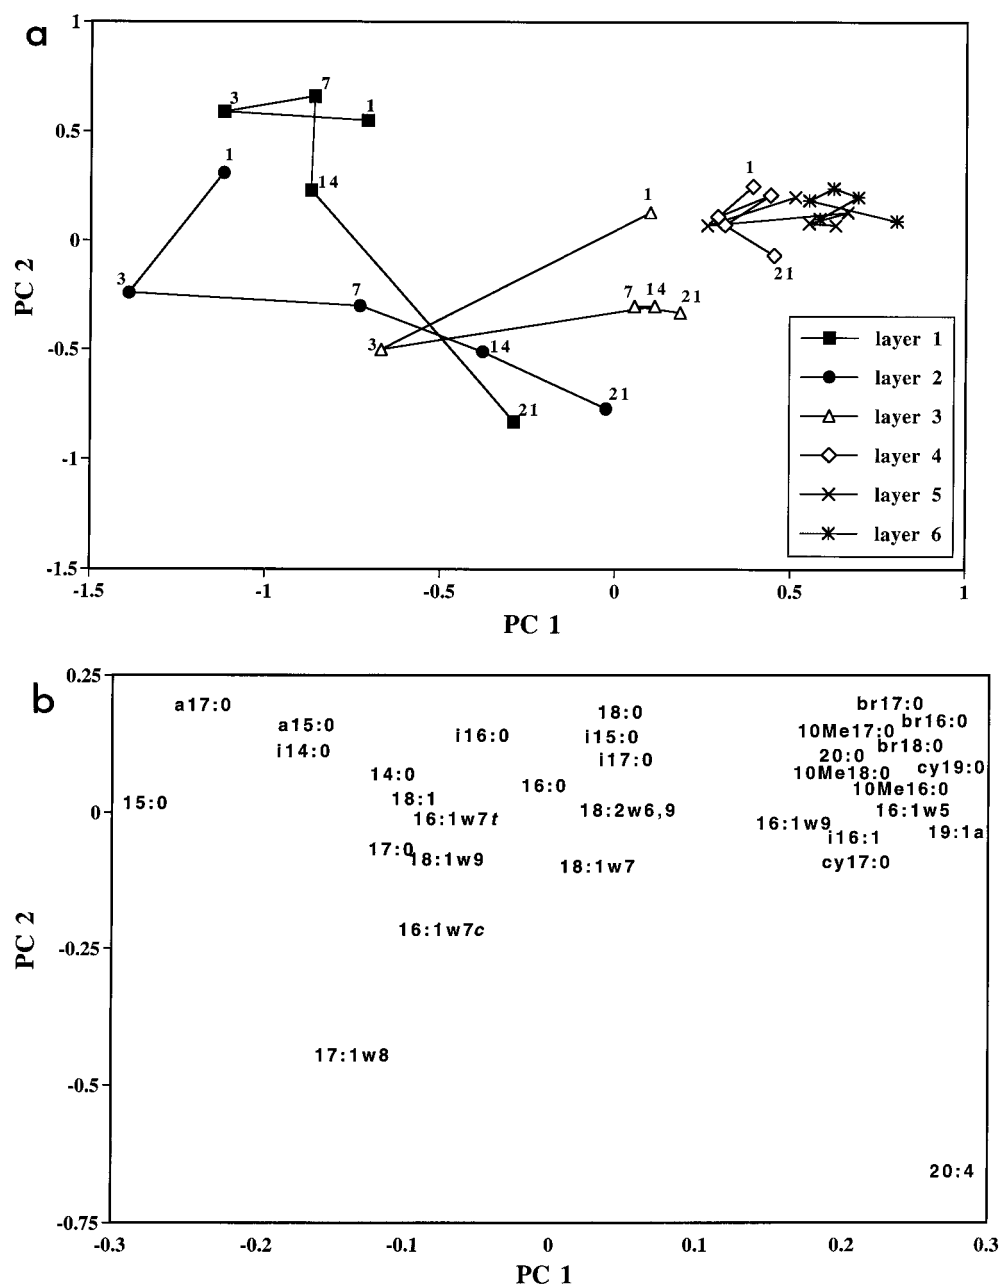 a
1
0.5
0
-0.5
-1
-1.5
PC 2
3
7
1
14
1
3
7
14
21
21
1
3
7
14
21
1
21
layer 1
layer 2
layer 3
layer 4
layer 5
layer 6
-1.5
-1
-0.5
0
0.5
1
PC 1
b
0.25
0
-0.25
-0.5
-0.75
PC 2
a17:0
a15:0
i14:0
15:0
14:0
18:1
16:1w7t
17:0
18:1w9
16:1w7c
17:1w8
i16:0
16:0
18:0
i15:0
i17:0
18:2w6,9
18:1w7
br17:0
br16:0
10Me17:0
br18:0
20:0
cy19:0
10Me18:0
10Me16:0
16:1w5
16:1w9
19:1a
i16:1
cy17:0
20:4
-0.3
-0.2
-0.1
0
0.1
0.2
0.3
PC 1